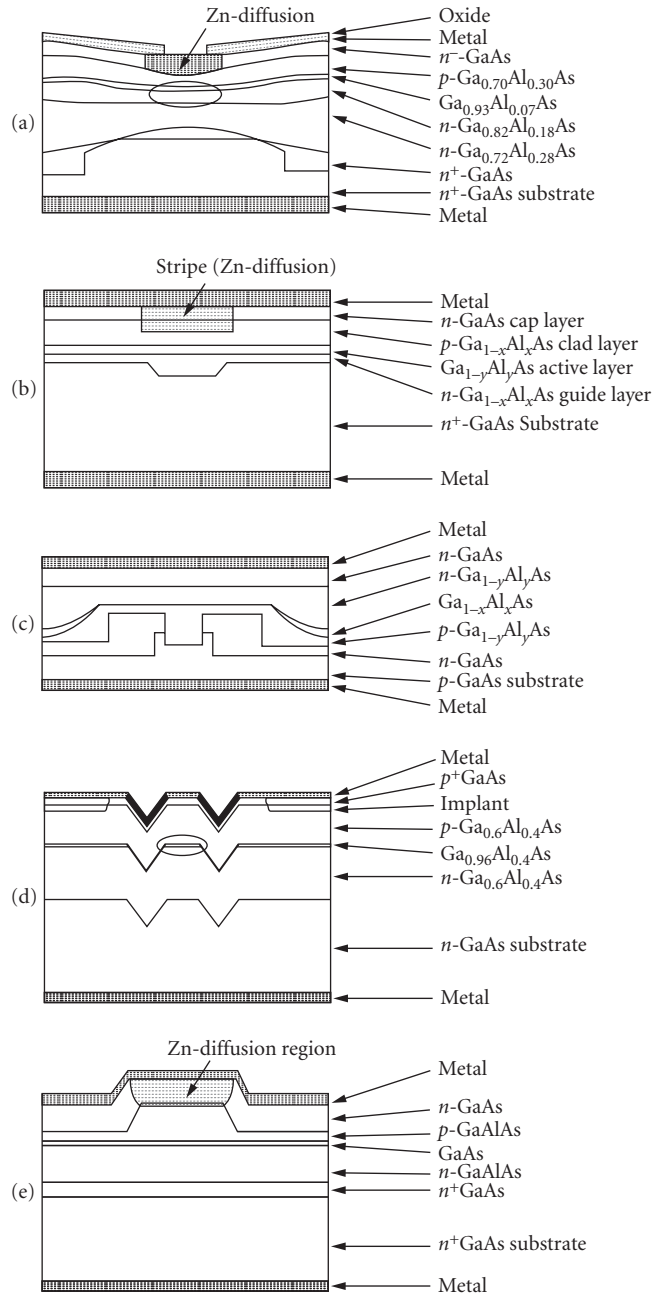 Zn-diffusion
Oxide
Metal
n⁻-GaAs
p-Ga₀.₇₀Al₀.₃₀As
Ga₀.₉₃Al₀.₀₇As
n-Ga₀.₈₂Al₀.₁₈As
n-Ga₀.₇₂Al₀.₂₈As
n⁺-GaAs
n⁺-GaAs substrate
Metal
(a)
Stripe (Zn-diffusion)
Metal
n-GaAs cap layer
p-Ga₁₋ₓAlₓAs clad layer
Ga₁₋yAlyAs active layer
n-Ga₁₋ₓAlₓAs guide layer
n⁺-GaAs Substrate
Metal
(b)
Metal
n-GaAs
n-Ga₁₋yAlyAs
Ga₁₋ₓAlₓAs
p-Ga₁₋yAlyAs
n-GaAs
p-GaAs substrate
Metal
(c)
Metal
p⁺GaAs
Implant
p-Ga₀.₆Al₀.₄As
Ga₀.₉₆Al₀.₄As
n-Ga₀.₆Al₀.₄As
n-GaAs substrate
Metal
(d)
Zn-diffusion region
Metal
n-GaAs
p-GaAlAs
GaAs
n-GaAlAs
n⁺GaAs
n⁺GaAs substrate
Metal
(e)